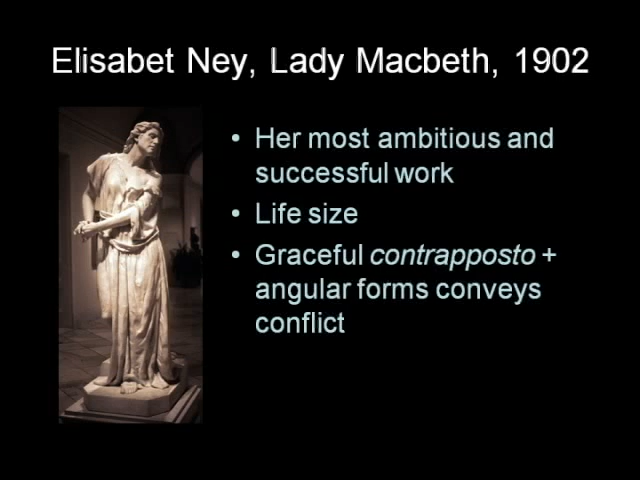 Elisabet Ney, Lady Macbeth, 1902
• Her most ambitious and
successful work
• Life size
• Graceful contrapposto +
angular forms conveys
conflict